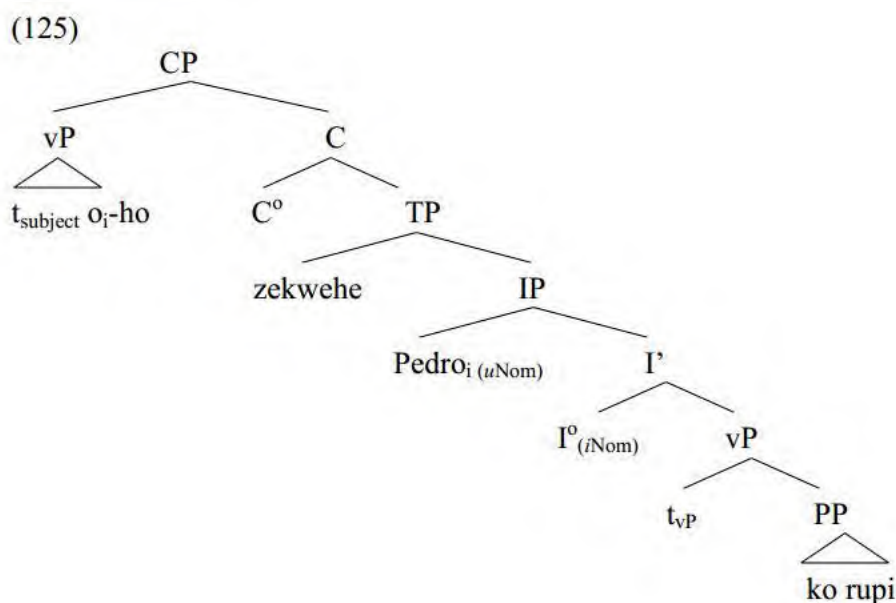 (125)
CP
vP C
t_subject o_i-ho C° TP
zekwehe IP
Pedro_i (uNom) I’
I°(iNom) vP
t_vP PP
ko rupi